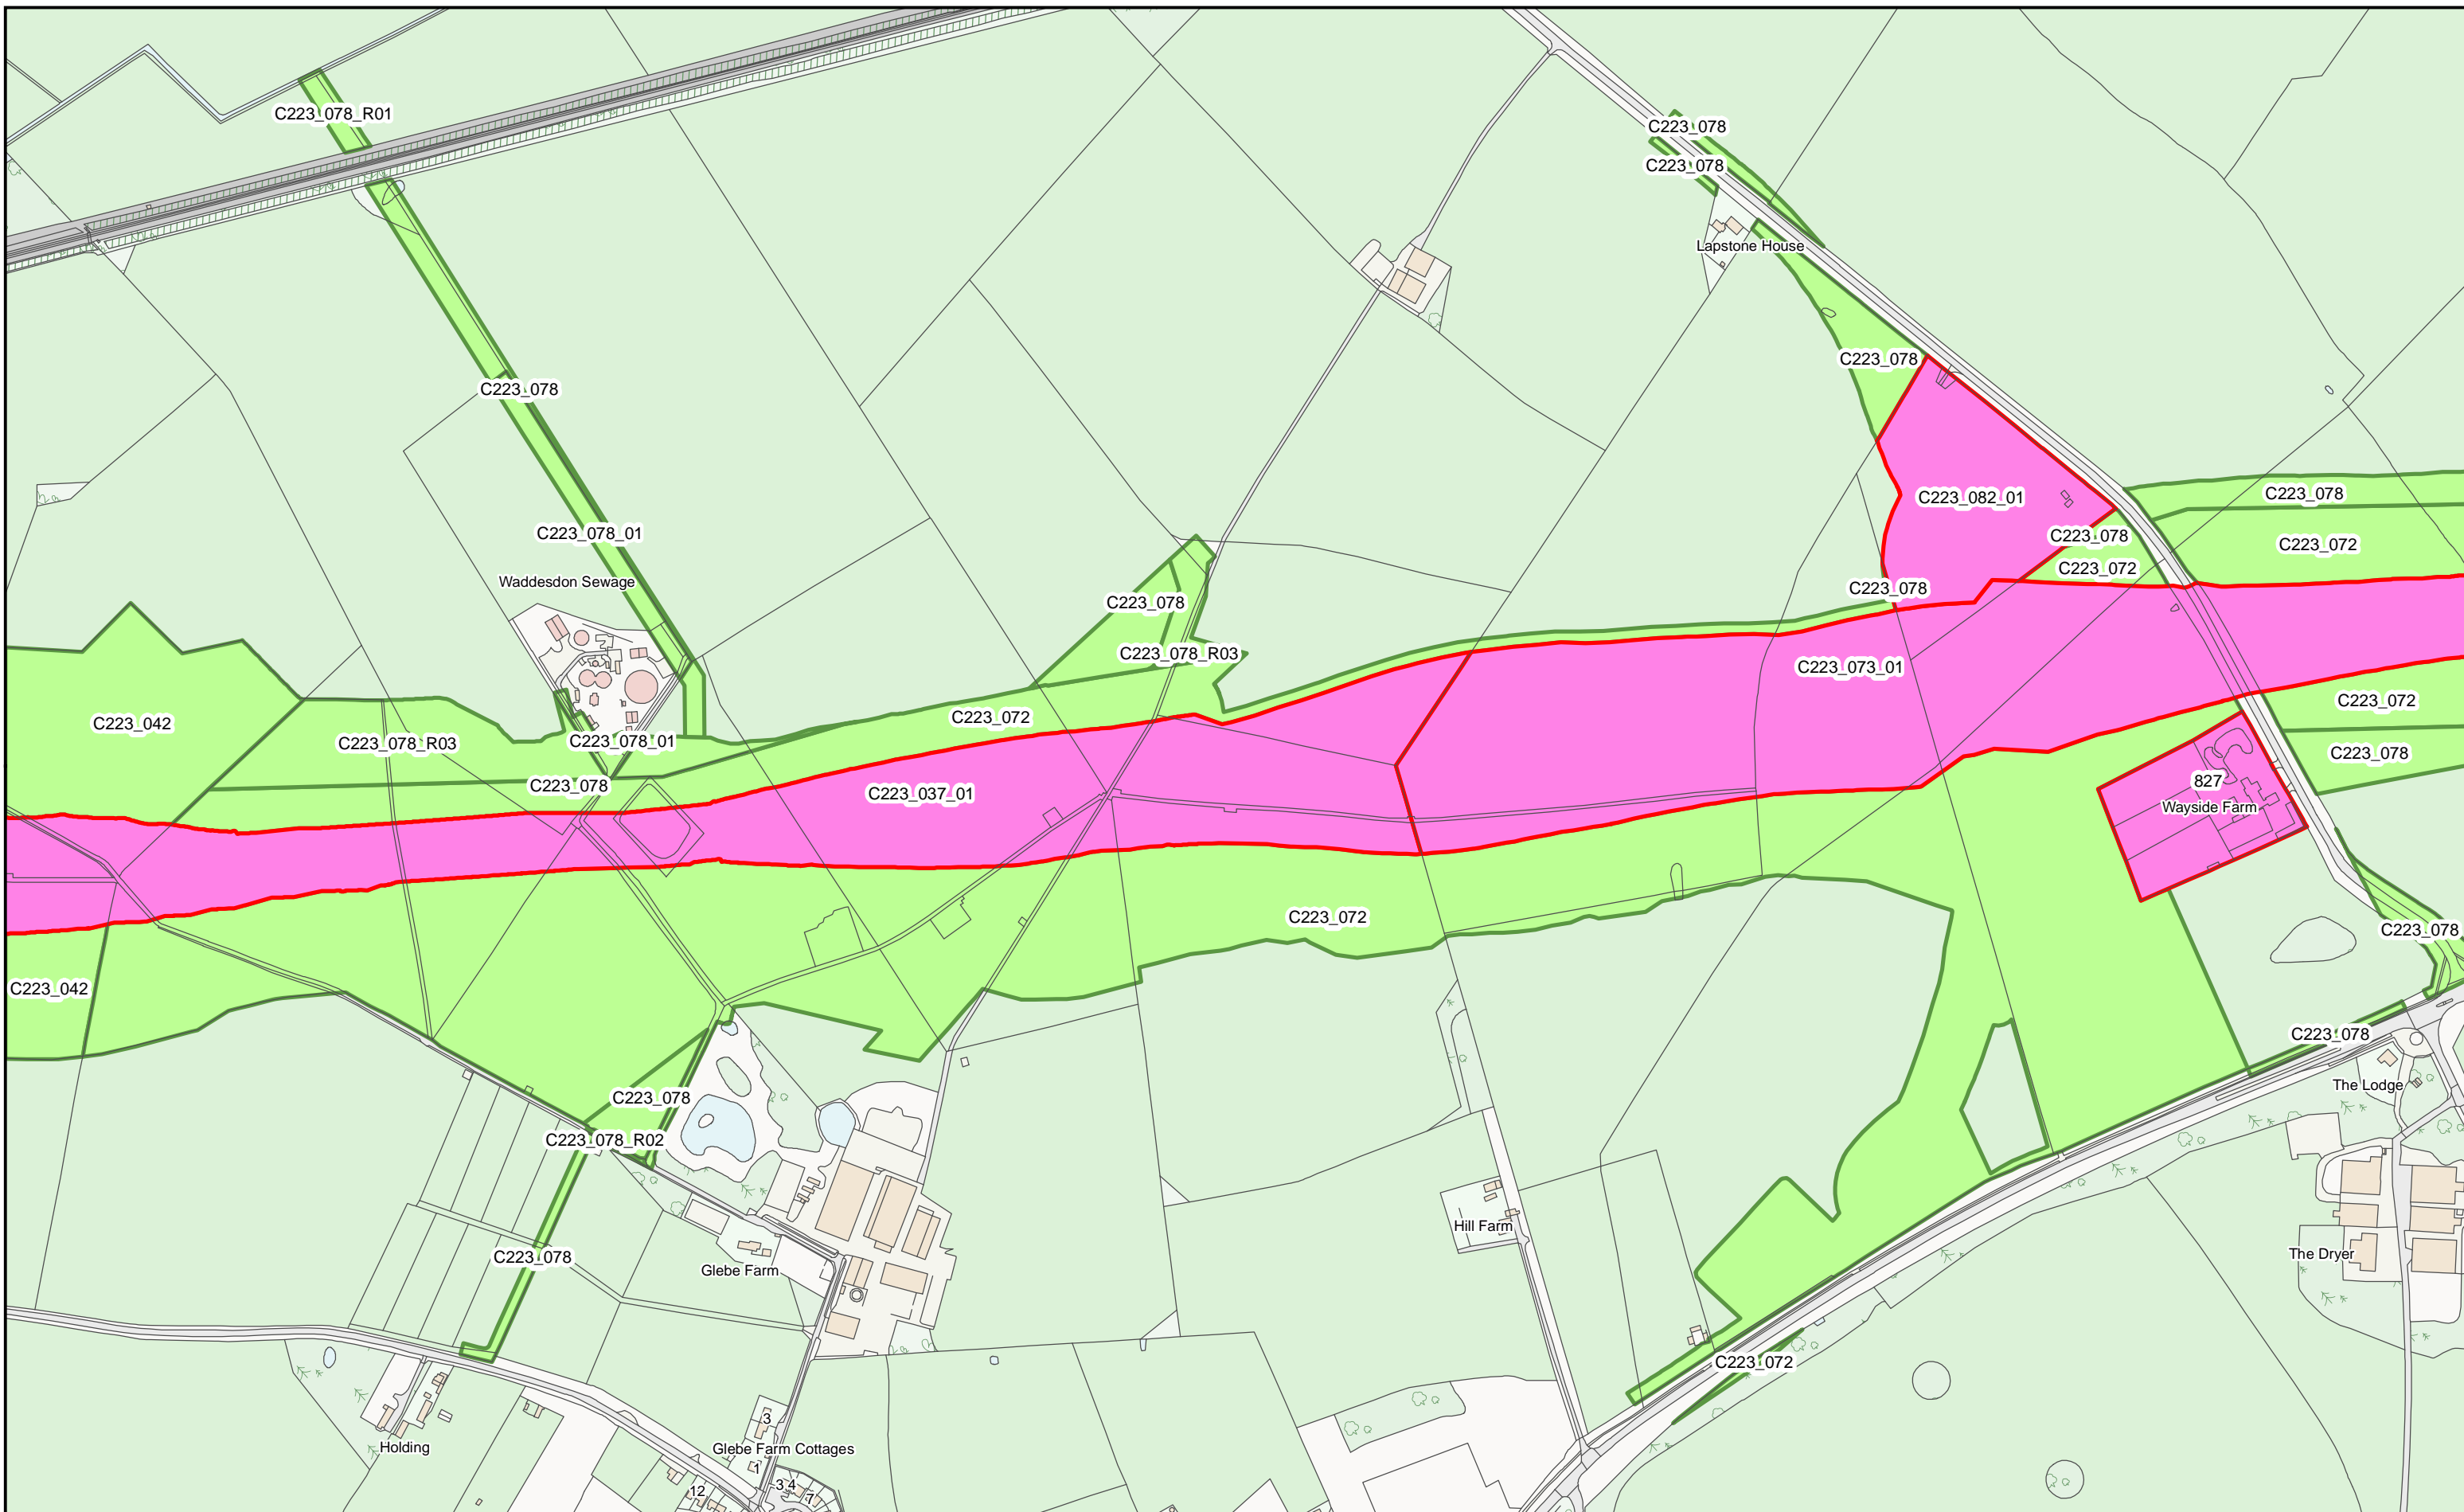 C223_078_R01
C223_078
C223_078
Lapstone House
C223_078
C223_078
C223_082_01
C223_078
C223_078_01
C223_078
C223_072
C223_072
Waddesdon Sewage
C223_078
C223_078
C223_078_R03
C223_073_01
C223_042
C223_072
C223_072
C223_078_R03
C223_078_01
C223_078
C223_078
C223_037_01
827
Wayside Farm
C223_072
C223_078
C223_042
C223_078
C223_078
The Lodge
C223_078_R02
Hill Farm
C223_078
Glebe Farm
The Dryer
C223_072
3
Holding
Glebe Farm Cottages
1
3 4
7
12